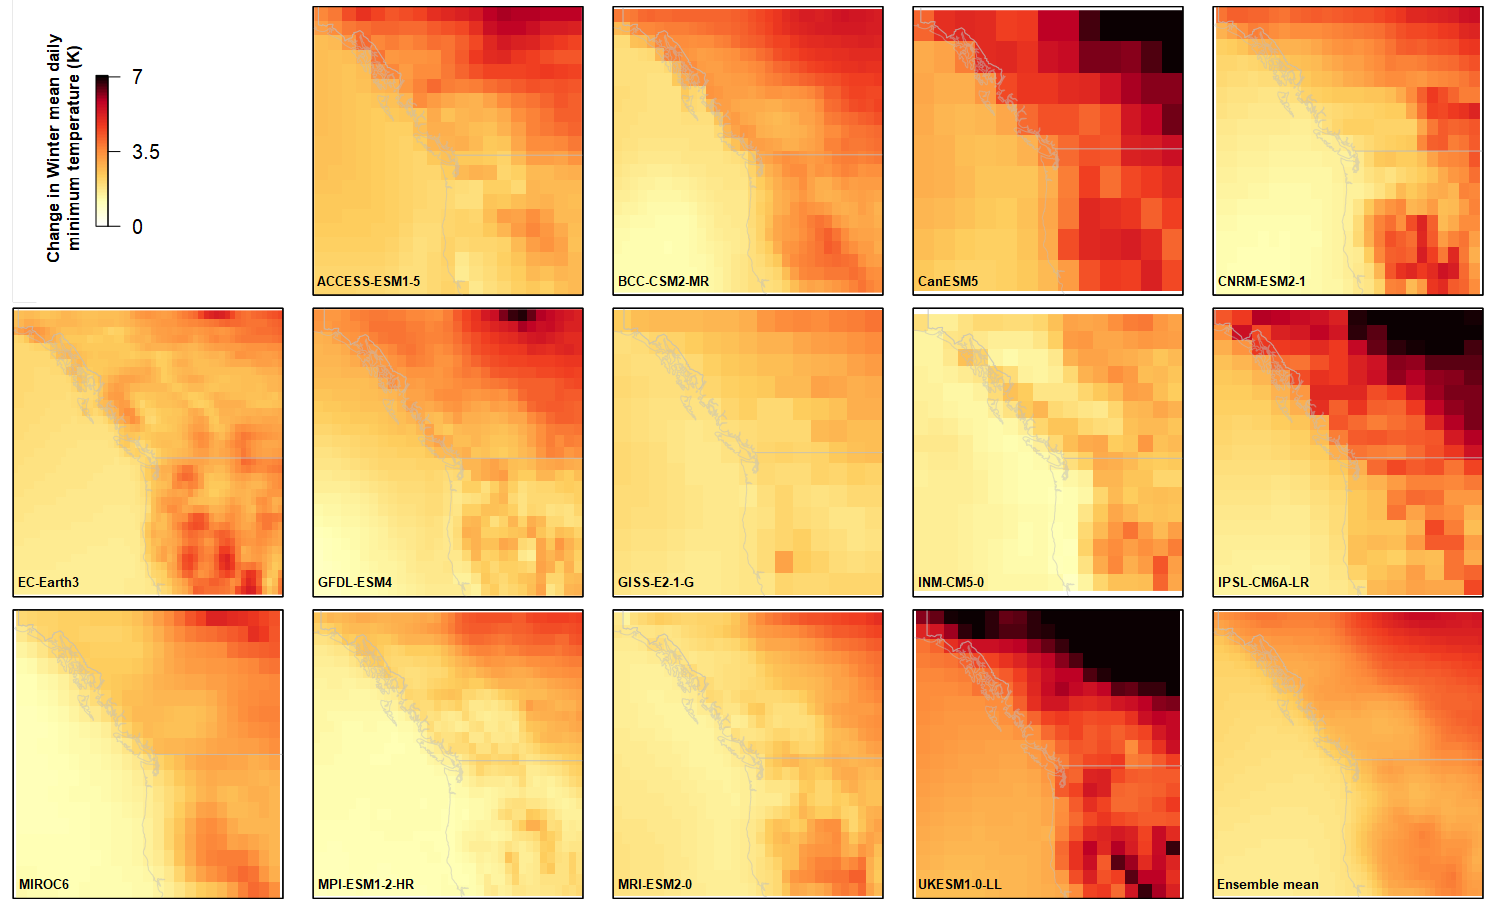 Change in Winter mean daily
minimum temperature (K)
7
3.5
0
ACCESS-ESM1-5
BCC-CSM2-MR
CanESM5
CNRM-ESM2-1
EC-Earth3
GFDL-ESM4
GISS-E2-1-G
INM-CM5-0
IPSL-CM6A-LR
MIROC6
MPI-ESM1-2-HR
MRI-ESM2-0
UKESM1-0-LL
Ensemble mean